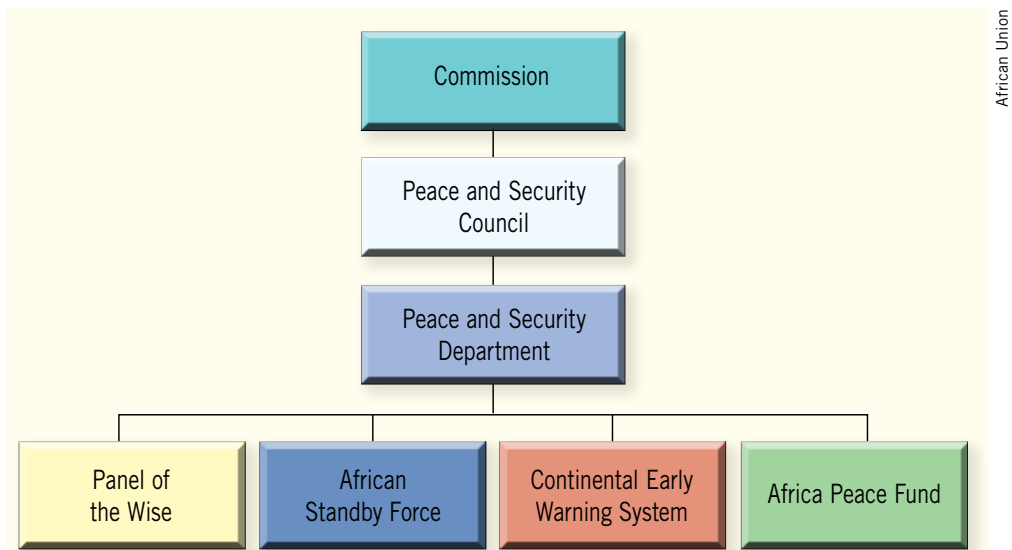 Commission
Peace and Security
Council
Peace and Security
Department
Panel of
the Wise
African
Standby Force
Continental Early
Warning System
Africa Peace Fund
African Union